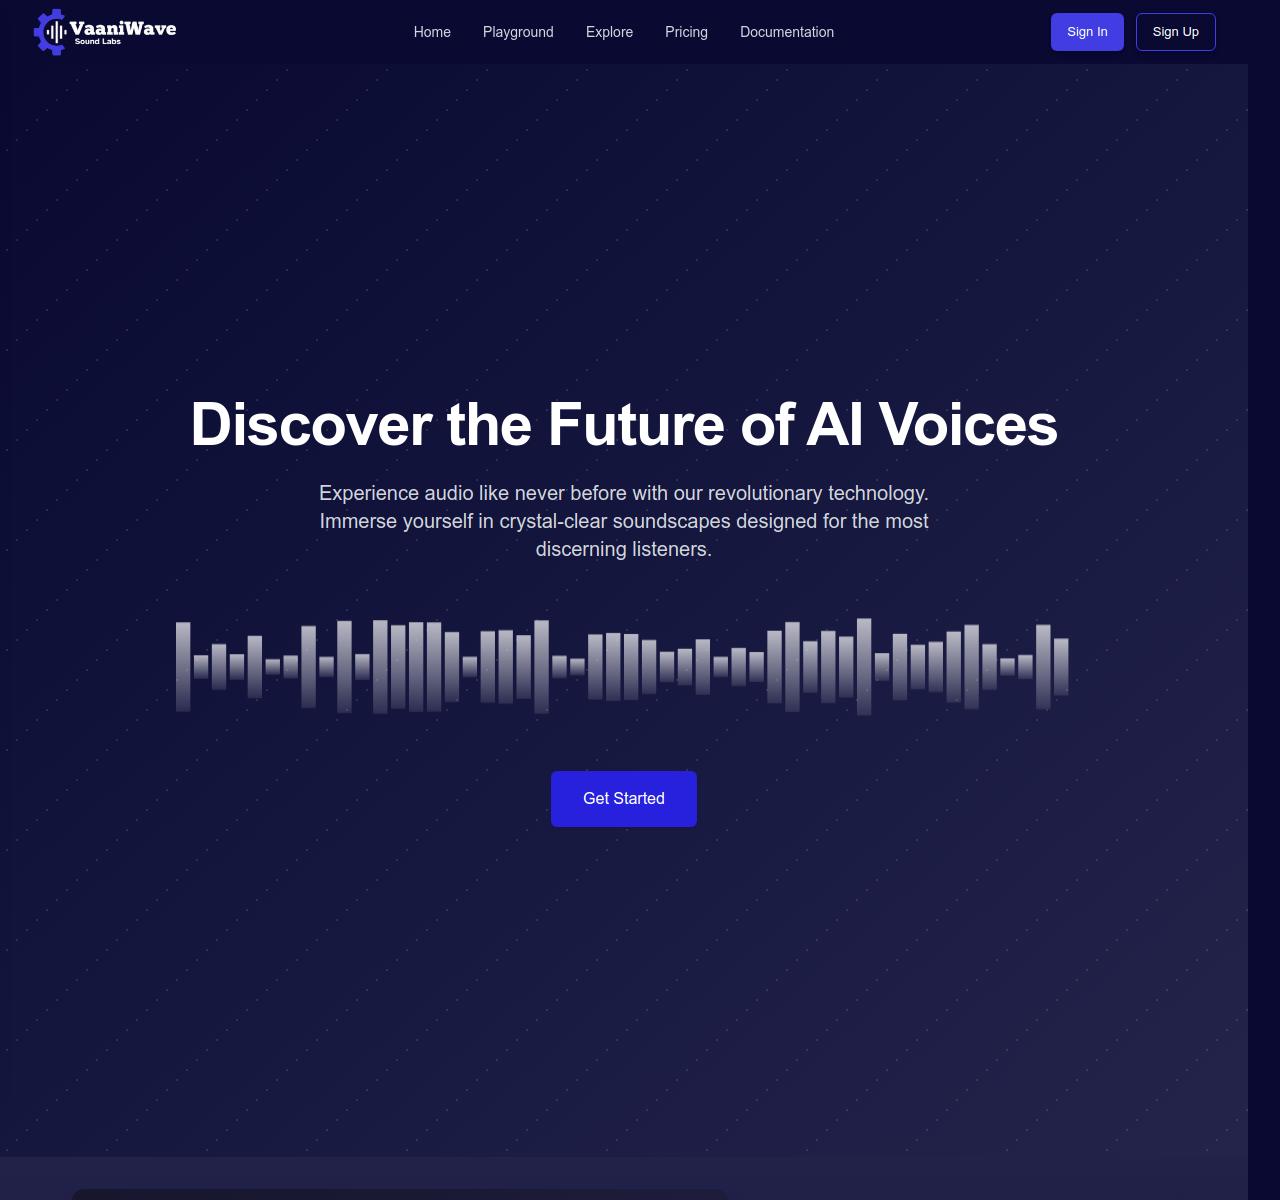 VaaniWave
Sound Labs
Home
Playground
Explore
Pricing
Documentation
Sign In
Sign Up
Discover the Future of AI Voices
Experience audio like never before with our revolutionary technology.
Immerse yourself in crystal-clear soundscapes designed for the most
discerning listeners.
Get Started